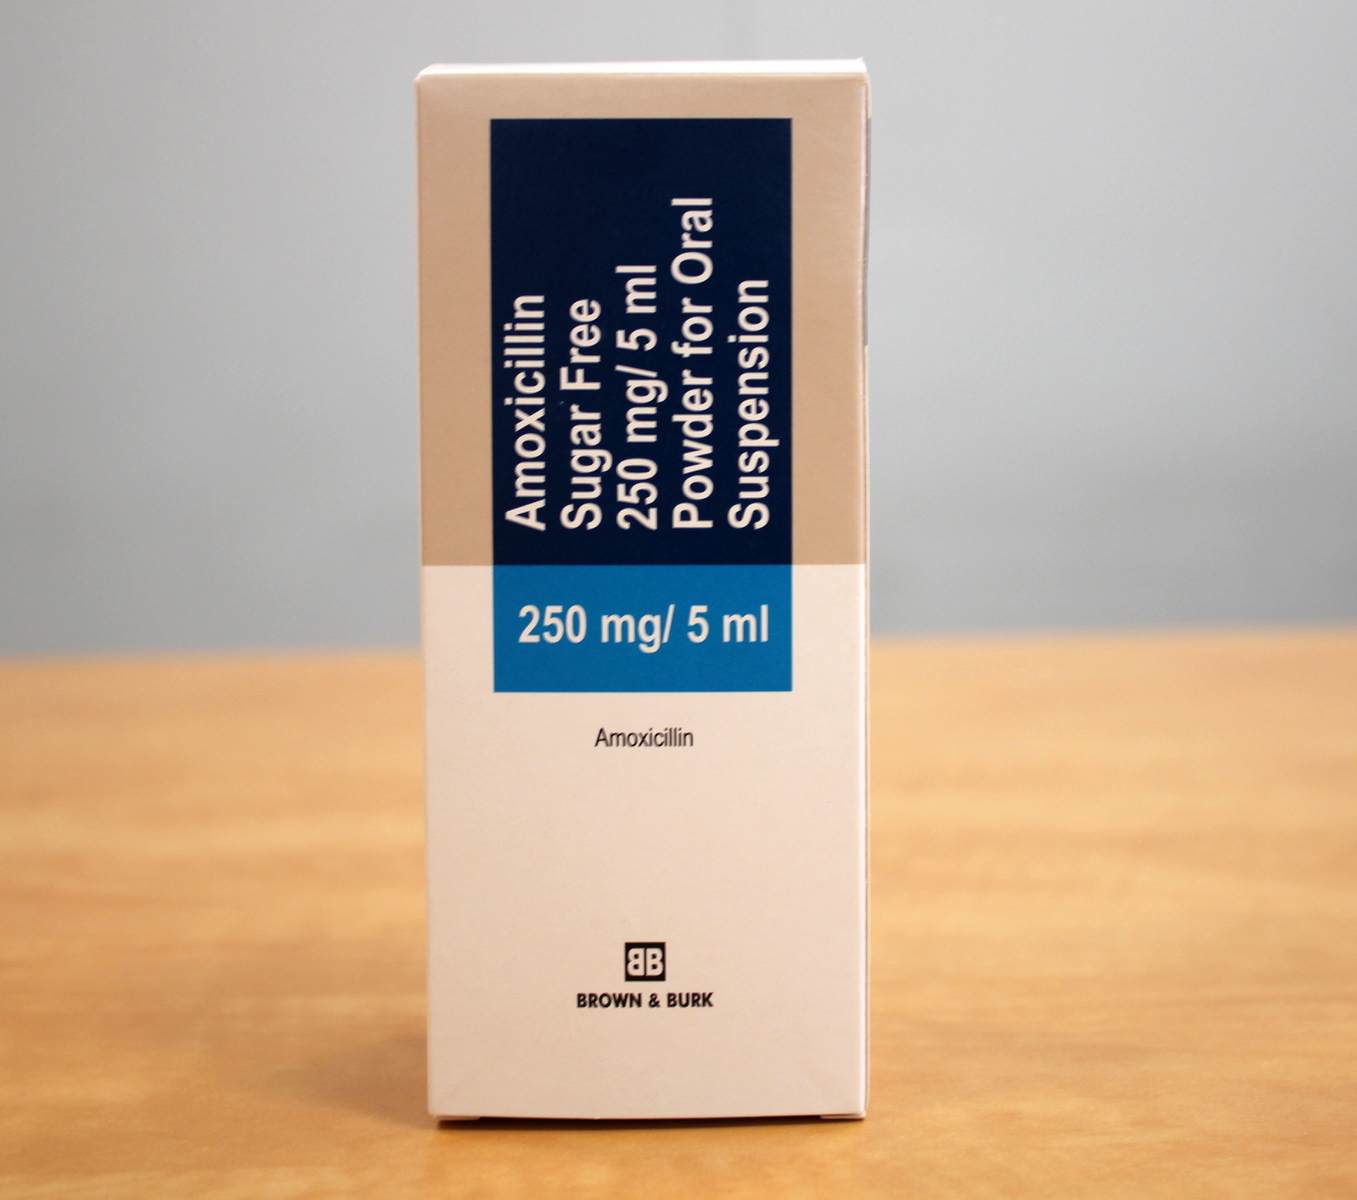 Amoxicillin
Sugar Free
250 mg/ 5 ml
Powder for Oral
Suspension
250 mg/ 5 ml
Amoxicillin
BB
BROWN & BURK